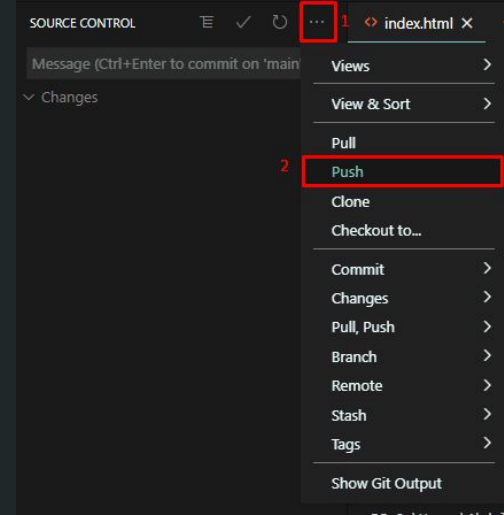 SOURCE CONTROL
1
<> index.html ×
Message (Ctrl+Enter to commit on 'main'
Changes
Views
View & Sort
Pull
2
Push
Clone
Checkout to...
Commit
Changes
Pull, Push
Branch
Remote
Stash
Tags
Show Git Output